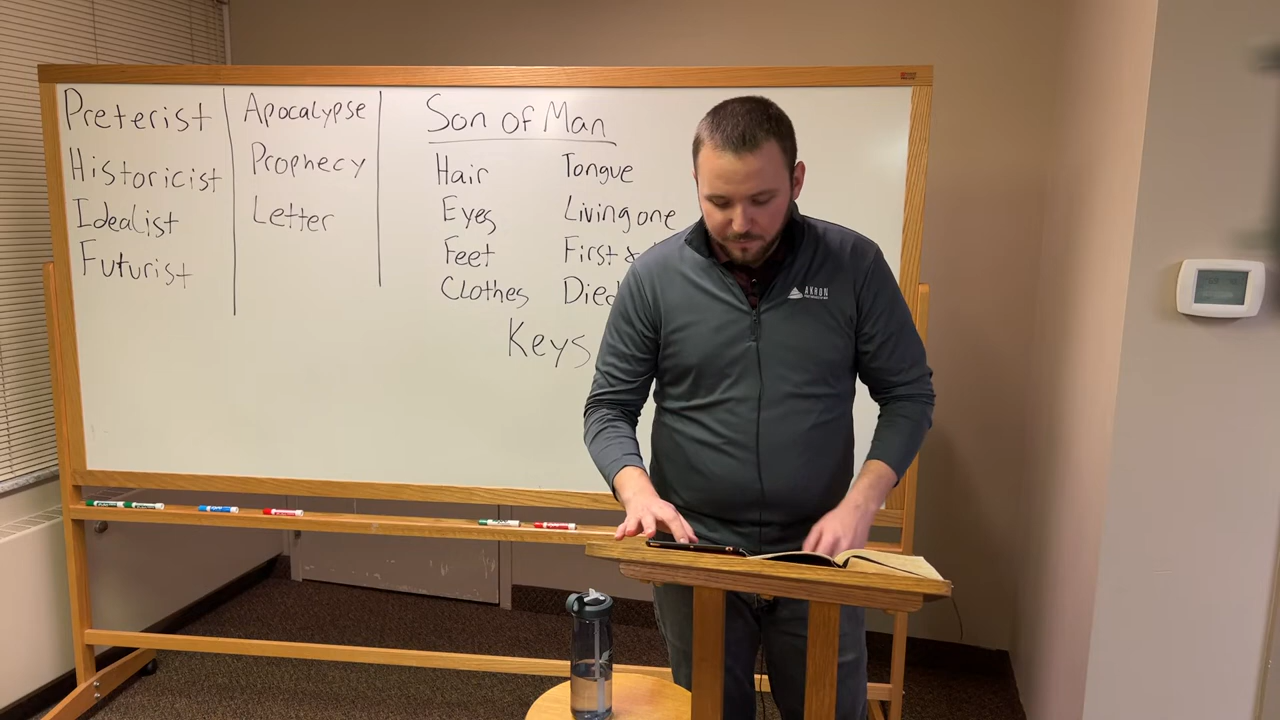 Preterist
Historicist
Idealist
Futurist
Apocalypse
Prophecy
Letter
Son of Man
Hair Tongue
Eyes Living one
Feet First &
Clothes Died
Keys
AKRON